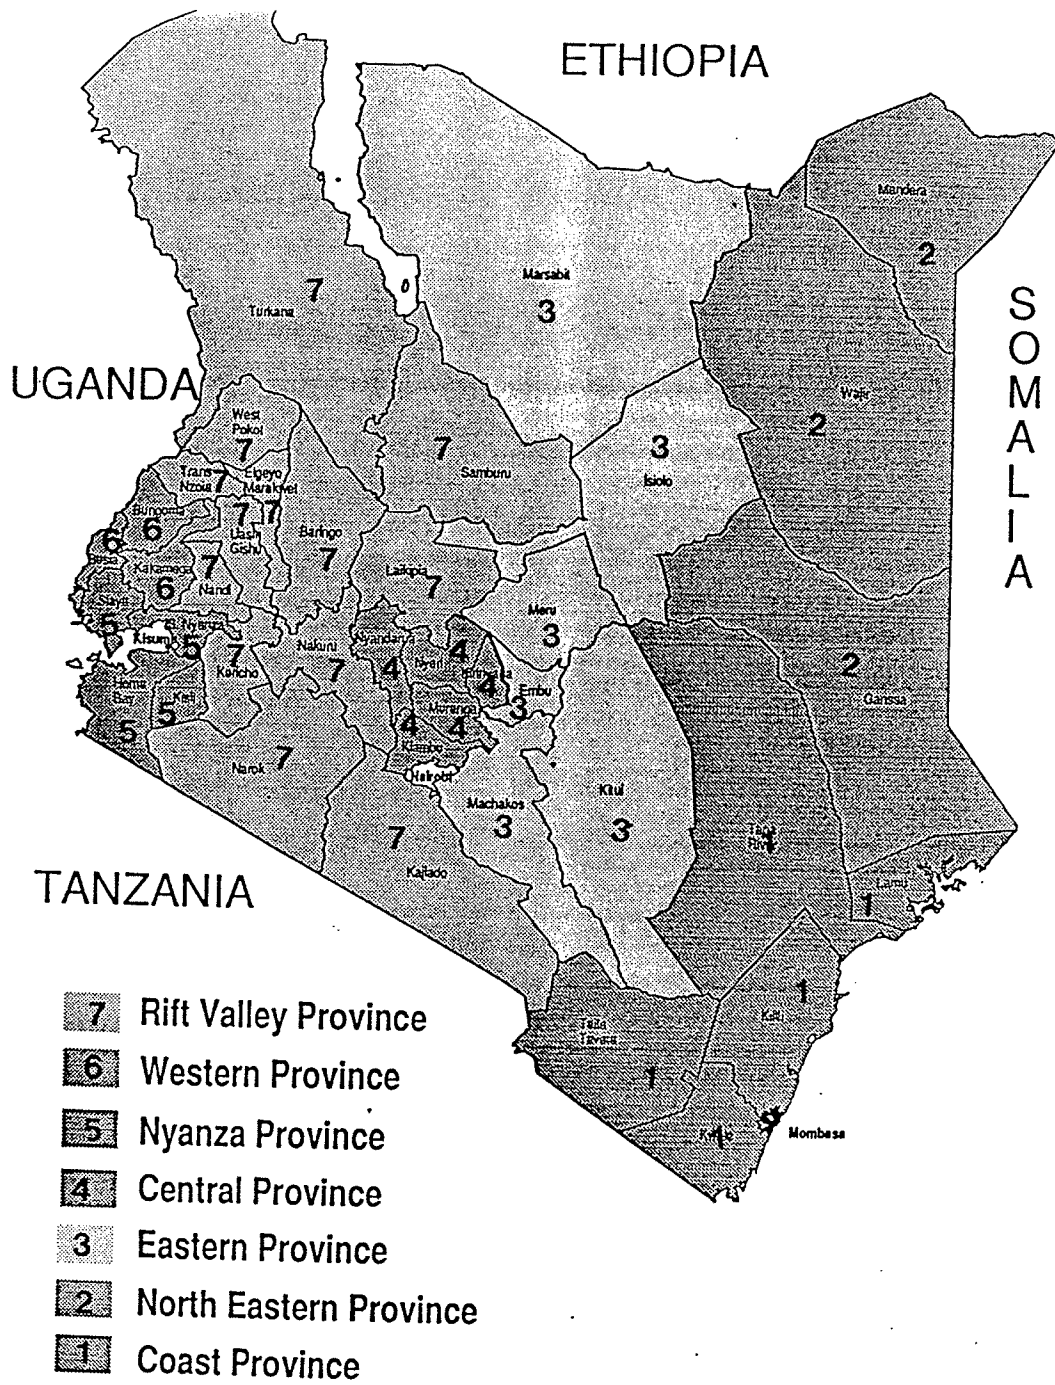 ETHIOPIA
Mandera
2
SOMALIA
Marsabit
3
7
Turkana
UGANDA
Wajir
2
West
Pokot
7
7
Samburu
3
Isiolo
Trans
Nzoia
7
Elgeyo
Marakwet
7
Bungoma
6
7
Uashi
Gishu
Baringo
7
6
Kakamega
6
7
Nandi
Laikipia
7
Meru
3
5
Kisumu
5
7
Kericho
Nakuru
7
Nyandarua
4
Nyeri
4
4
Embu
3
2
Garissa
Homa
Bay
5
Kisii
5
Muranga
4
4
Kiambu
Nairobi
Narok
7
Machakos
3
Kitui
3
7
Kajiado
Tana
River
1
Lamu
1
TANZANIA
1
Kilifi
Taita
Taveta
1
1
Mombasa
7 Rift Valley Province
6 Western Province
5 Nyanza Province
4 Central Province
3 Eastern Province
2 North Eastern Province
1 Coast Province